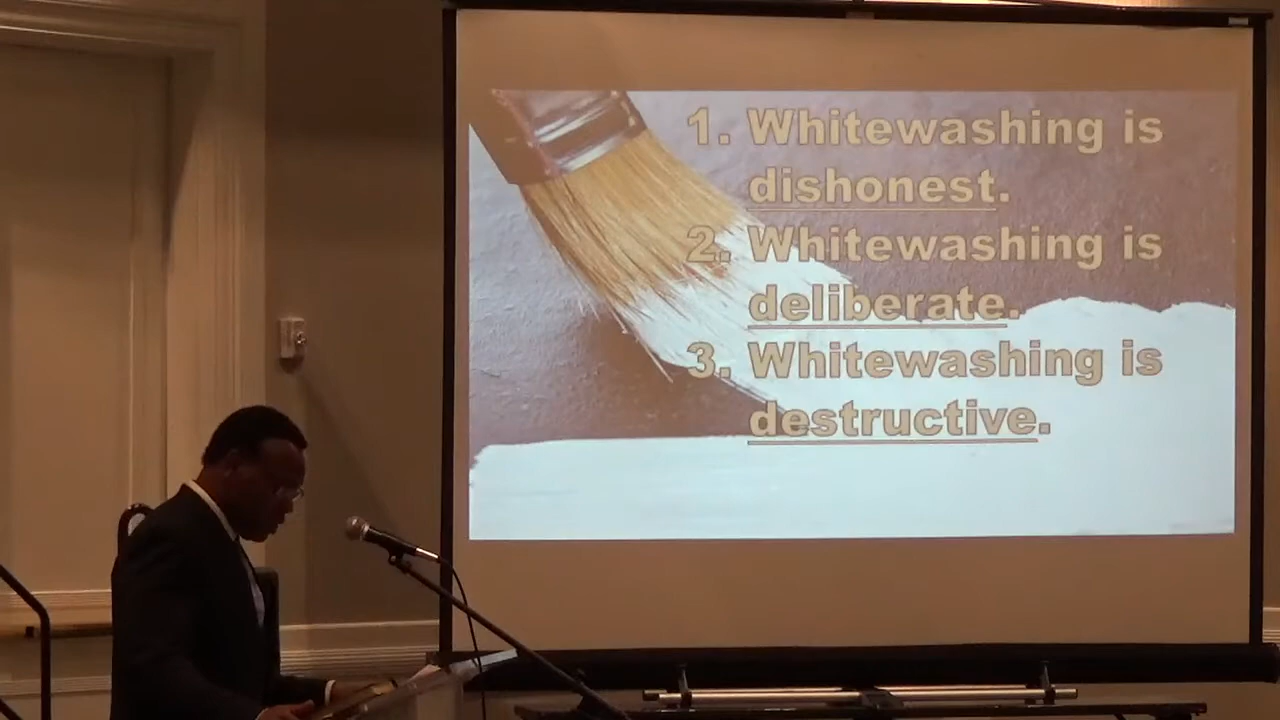 1. Whitewashing is
dishonest.
2. Whitewashing is
deliberate.
3. Whitewashing is
destructive.